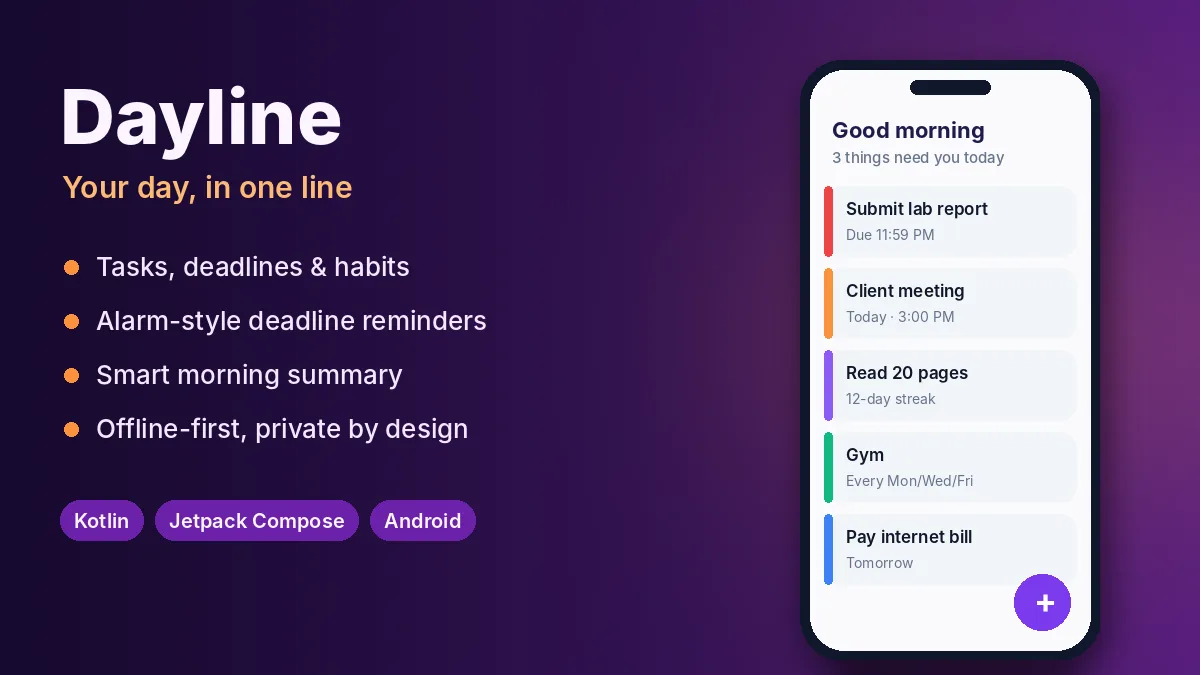 Dayline
Your day, in one line
Tasks, deadlines & habits
Alarm-style deadline reminders
Smart morning summary
Offline-first, private by design
Kotlin
Jetpack Compose
Android
Good morning
3 things need you today
Submit lab report
Due 11:59 PM
Client meeting
Today · 3:00 PM
Read 20 pages
12-day streak
Gym
Every Mon/Wed/Fri
Pay internet bill
Tomorrow
+